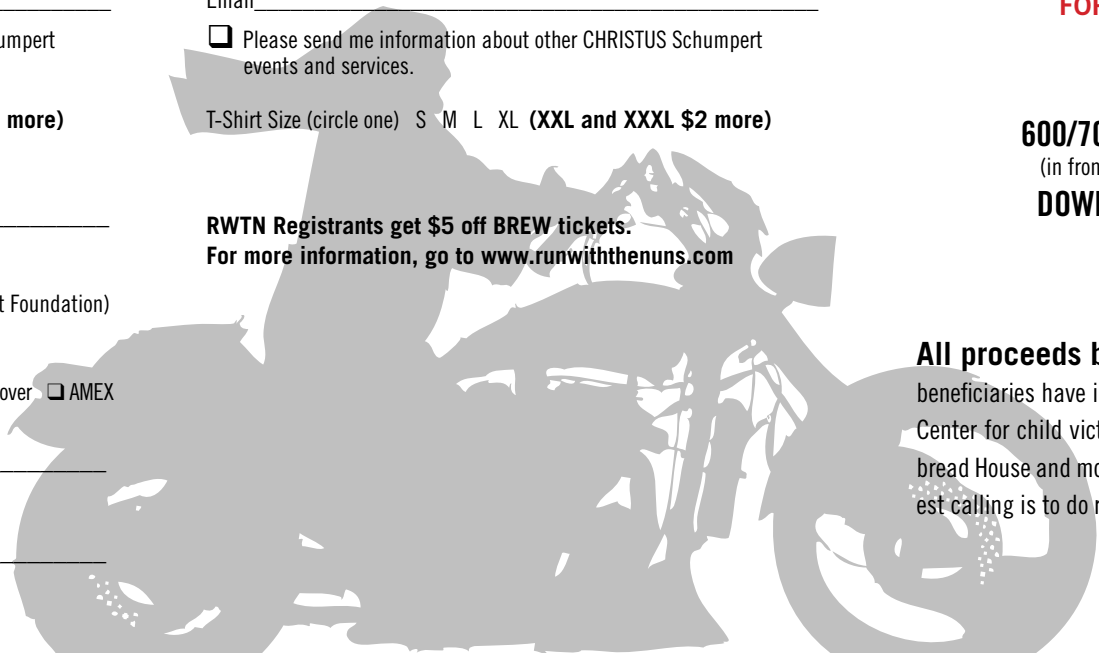 umpert
more)
t Foundation)
over ❑ AMEX
Email
❑ Please send me information about other CHRISTUS Schumpert
events and services.
T-Shirt Size (circle one) S M L XL (XXL and XXXL $2 more)
RWTN Registrants get $5 off BREW tickets.
For more information, go to www.runwiththenuns.com
FOR
600/70
(in fron
DOW
All proceeds b
beneficiaries have i
Center for child vict
bread House and mo
est calling is to do r